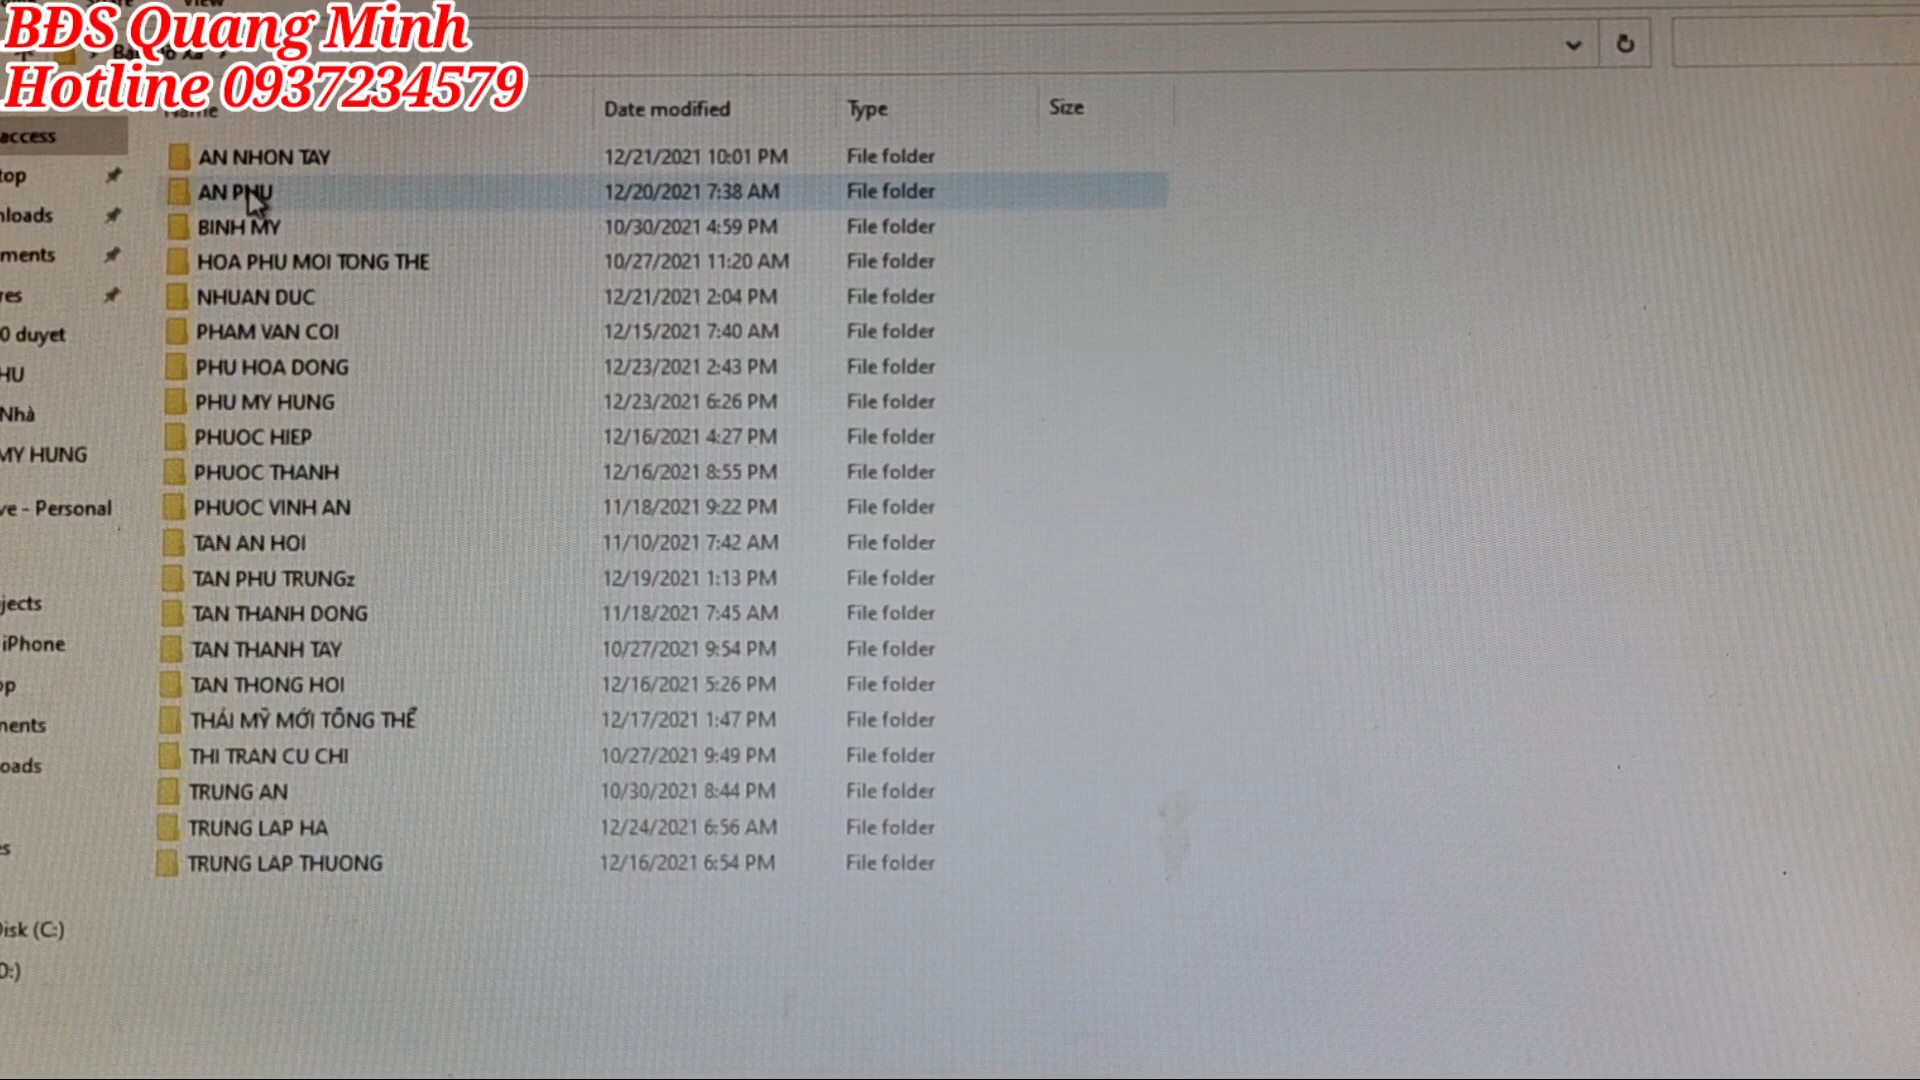 View
BĐS Quang Minh
Hotline 0937234579
Name Date modified Type Size
access
AN NHON TAY 12/21/2021 10:01 PM File folder
AN PHU 12/20/2021 7:38 AM File folder
BINH MY 10/30/2021 4:59 PM File folder
HOA PHU MOI TONG THE 10/27/2021 11:20 AM File folder
NHUAN DUC 12/21/2021 2:04 PM File folder
PHAM VAN COI 12/15/2021 7:40 AM File folder
PHU HOA DONG 12/23/2021 2:43 PM File folder
PHU MY HUNG 12/23/2021 6:26 PM File folder
PHUOC HIEP 12/16/2021 4:27 PM File folder
PHUOC THANH 12/16/2021 8:55 PM File folder
PHUOC VINH AN 11/18/2021 9:22 PM File folder
TAN AN HOI 11/10/2021 7:42 AM File folder
TAN PHU TRUNGz 12/19/2021 1:13 PM File folder
TAN THANH DONG 11/18/2021 7:45 AM File folder
TAN THANH TAY 10/27/2021 9:54 PM File folder
TAN THONG HOI 12/16/2021 5:26 PM File folder
THÁI MỸ MỚI TỔNG THỂ 12/17/2021 1:47 PM File folder
THI TRAN CU CHI 10/27/2021 9:49 PM File folder
TRUNG AN 10/30/2021 8:44 PM File folder
TRUNG LAP HA 12/24/2021 6:56 AM File folder
TRUNG LAP THUONG 12/16/2021 6:54 PM File folder
top
nloads
ments
res
0 duyet
HU
Nhà
MY HUNG
ve - Personal
jects
iPhone
op
ments
oads
es
Disk (C:)
D:)